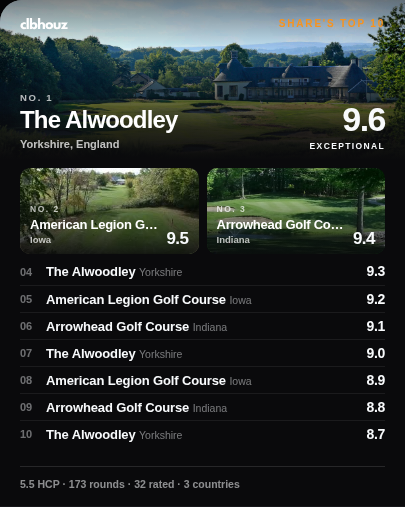 clbhouz
SHARE'S TOP 10
NO. 1
The Alwoodley
9.6
Yorkshire, England
EXCEPTIONAL
NO. 2
American Legion G...
Iowa
9.5
NO. 3
Arrowhead Golf Co...
Indiana
9.4
04 The Alwoodley Yorkshire 9.3
05 American Legion Golf Course Iowa 9.2
06 Arrowhead Golf Course Indiana 9.1
07 The Alwoodley Yorkshire 9.0
08 American Legion Golf Course Iowa 8.9
09 Arrowhead Golf Course Indiana 8.8
10 The Alwoodley Yorkshire 8.7
5.5 HCP · 173 rounds · 32 rated · 3 countries